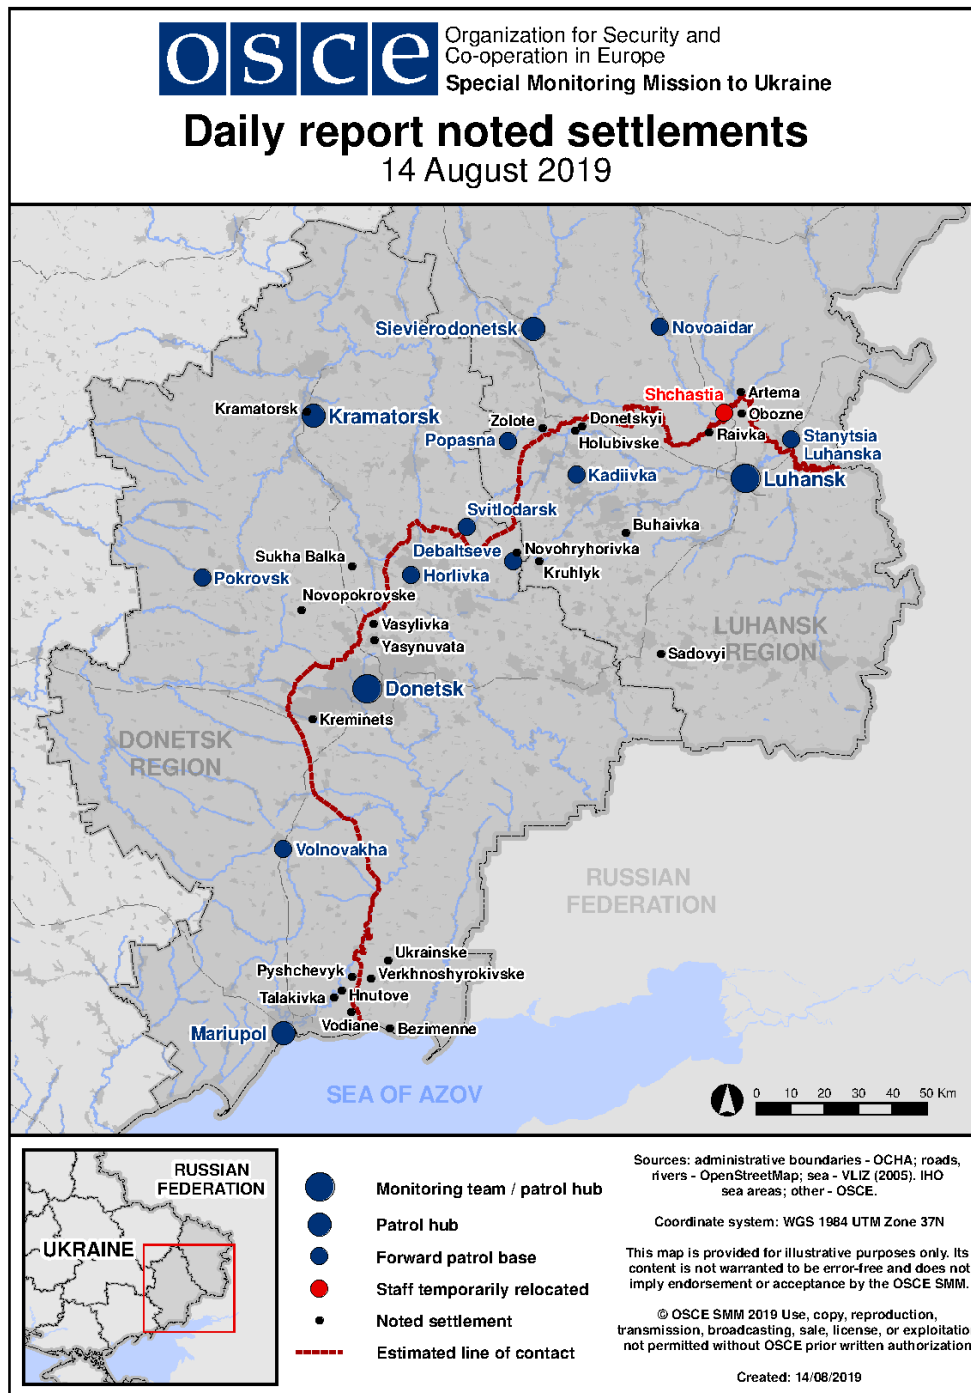 osce
Organization for Security and
Co-operation in Europe
Special Monitoring Mission to Ukraine
Daily report noted settlements
14 August 2019
Sievierodonetsk
Novoaidar
Shchastia
Artema
Kramatorsk
Kramatorsk
Obozne
Zolote
Donetskyi
Raivka
Popasna
Holubivske
Stanytsia
Luhanska
Kadiivka
Luhansk
Svitlodarsk
Buhaivka
Debaltseve
Novohryhorivka
Sukha Balka
Kruhlyk
Pokrovsk
Horlivka
Novopokrovske
Vasylivka
LUHANSK
REGION
Yasynuvata
Sadovyi
Donetsk
Kreminets
DONETSK
REGION
Volnovakha
RUSSIAN
FEDERATION
Ukrainske
Pyshchevyk
Verkhnoshyrokivske
Talakivka
Hnutove
Vodiane
Bezimenne
Mariupol
SEA OF AZOV
0 10 20 30 40 50 Km
RUSSIAN
FEDERATION
UKRAINE
Monitoring team / patrol hub
Patrol hub
Forward patrol base
Staff temporarily relocated
Noted settlement
Estimated line of contact
Sources: administrative boundaries - OCHA; roads,
rivers - OpenStreetMap; sea - VLIZ (2005). IHO
sea areas; other - OSCE.
Coordinate system: WGS 1984 UTM Zone 37N
This map is provided for illustrative purposes only. Its
content is not warranted to be error-free and does not
imply endorsement or acceptance by the OSCE SMM.
© OSCE SMM 2019 Use, copy, reproduction,
transmission, broadcasting, sale, license, or exploitatio
not permitted without OSCE prior written authorization
Created: 14/08/2019